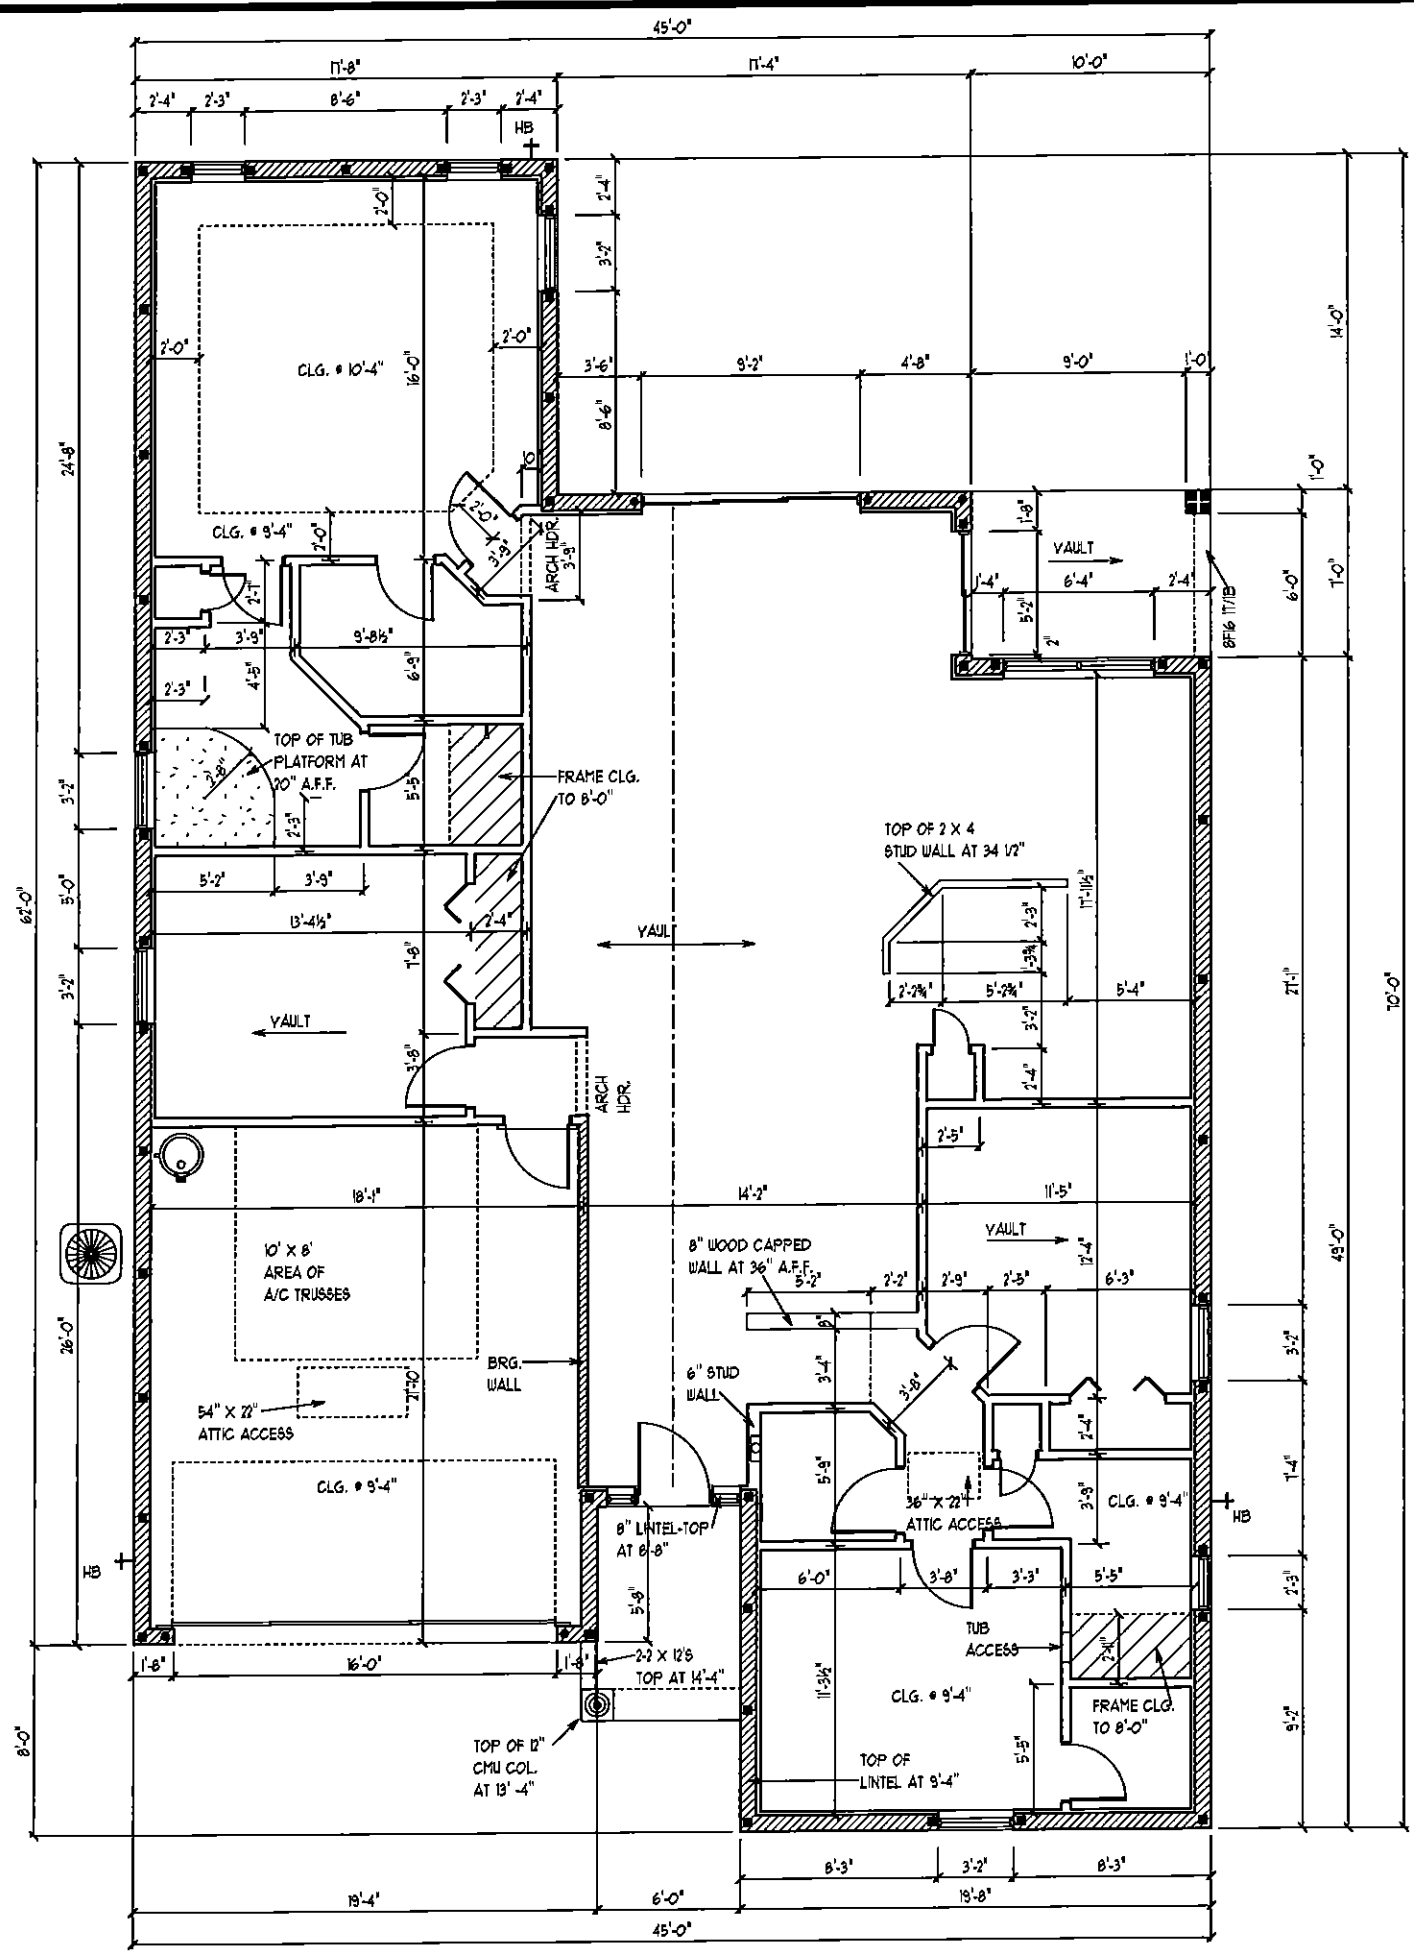 45'-0"
17'-8"
17'-4"
10'-0"
2'-4"
2'-3"
8'-6"
2'-3"
2'-4"
HB
2'-0"
2'-4"
3'-2"
14'-0"
2'-0"
CLG. @ 10'-4"
16'-0"
2'-0"
3'-6"
9'-2"
4'-8"
9'-0"
1'-0"
8'-6"
24'-8"
1'-0"
2'-0"
CLG. @ 9'-4"
2'-0"
3'-9"
ARCH HDR.
3'-9"
1'-8"
VAULT
1'-4"
6'-4"
2'-4"
5'-2"
2"
8F16 1T/1B
6'-0"
7'-0"
2'-1"
2'-3"
3'-9"
9'-8½"
6'-9"
4'-5"
2'-3"
TOP OF TUB
PLATFORM AT
20" A.F.F.
2'-8"
5'-5"
FRAME CLG.
TO 8'-0"
3'-2"
2'-3"
TOP OF 2 X 4
STUD WALL AT 34 1/2"
5'-2"
3'-9"
17'-11½"
62'-0"
5'-0"
13'-4½"
2'-4"
VAULT
2'-3"
1'-3¾"
7'-8"
3'-2"
2'-2¾"
5'-2¾"
5'-4"
27'-1"
70'-0"
VAULT
3'-2"
3'-8"
ARCH
HDR.
2'-4"
2'-5"
18'-1"
14'-2"
11'-5"
VAULT
10' X 8'
AREA OF
A/C TRUSSES
8" WOOD CAPPED
WALL AT 36" A.F.F.
12'-4"
49'-0"
5'-2"
2'-2"
2'-9"
2'-5"
6'-3"
26'-0"
8"
3'-2"
BRG.
WALL
6" STUD
WALL
3'-4"
3'-8"
21'-10
54" X 22"
ATTIC ACCESS
2'-4"
CLG. @ 9'-4"
5'-9"
7'-4"
36" X 22"
ATTIC ACCESS
3'-9"
CLG. @ 9'-4"
HB
8" LINTEL-TOP
AT 8'-8"
HB
6'-0"
3'-8"
3'-3"
5'-5"
2'-3"
5'-8"
TUB
ACCESS
2'-11"
1'-8"
16'-0"
1'-8"
2-2 X 12'S
TOP AT 14'-4"
11'-3½"
CLG. @ 9'-4"
FRAME CLG.
TO 8'-0"
9'-2"
8'-0"
TOP OF 12"
CMU COL.
AT 13'-4"
5'-5"
TOP OF
LINTEL AT 9'-4"
8'-3"
3'-2"
8'-3"
19'-4"
6'-0"
19'-8"
45'-0"